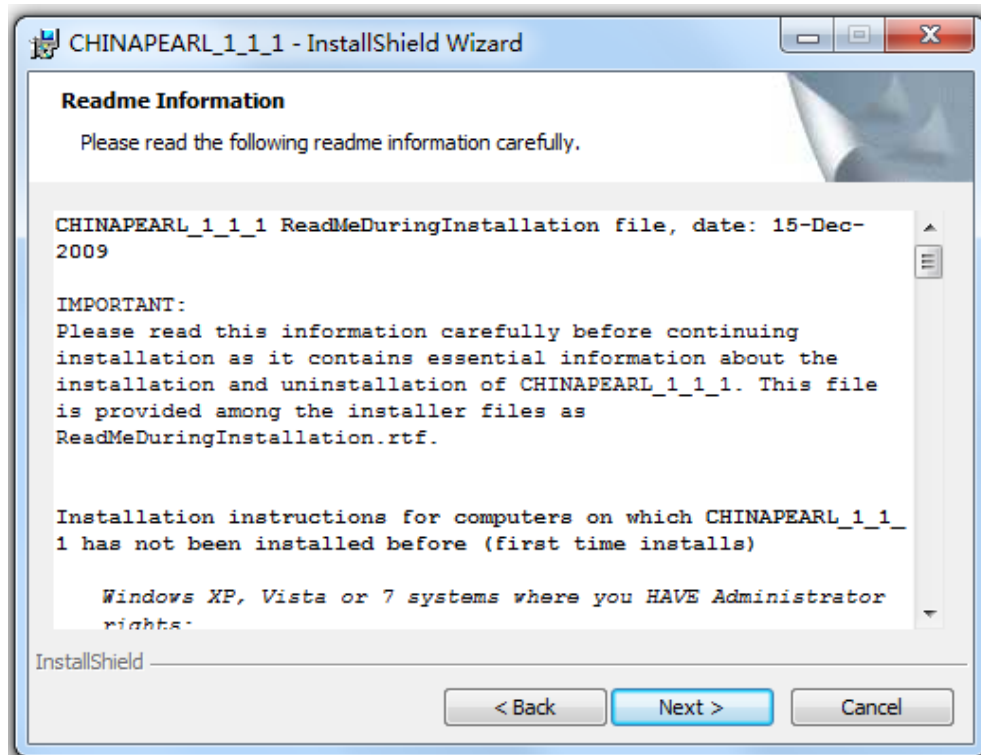 CHINAPEARL_1_1_1 - InstallShield Wizard
Readme Information
Please read the following readme information carefully.
CHINAPEARL_1_1_1 ReadMeDuringInstallation file, date: 15-Dec-
2009
IMPORTANT:
Please read this information carefully before continuing
installation as it contains essential information about the
installation and uninstallation of CHINAPEARL_1_1_1. This file
is provided among the installer files as
ReadMeDuringInstallation.rtf.
Installation instructions for computers on which CHINAPEARL_1_1_
1 has not been installed before (first time installs)
Windows XP, Vista or 7 systems where you HAVE Administrator
rights:
InstallShield
< Back
Next >
Cancel